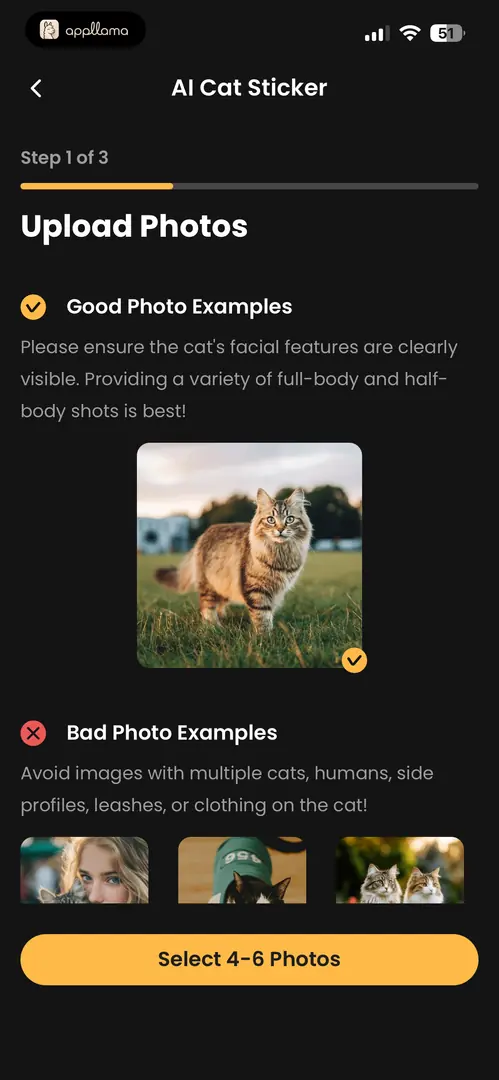 appllama
51
AI Cat Sticker
Step 1 of 3
Upload Photos
Good Photo Examples
Please ensure the cat's facial features are clearly
visible. Providing a variety of full-body and half-
body shots is best!
Bad Photo Examples
Avoid images with multiple cats, humans, side
profiles, leashes, or clothing on the cat!
956
Select 4-6 Photos